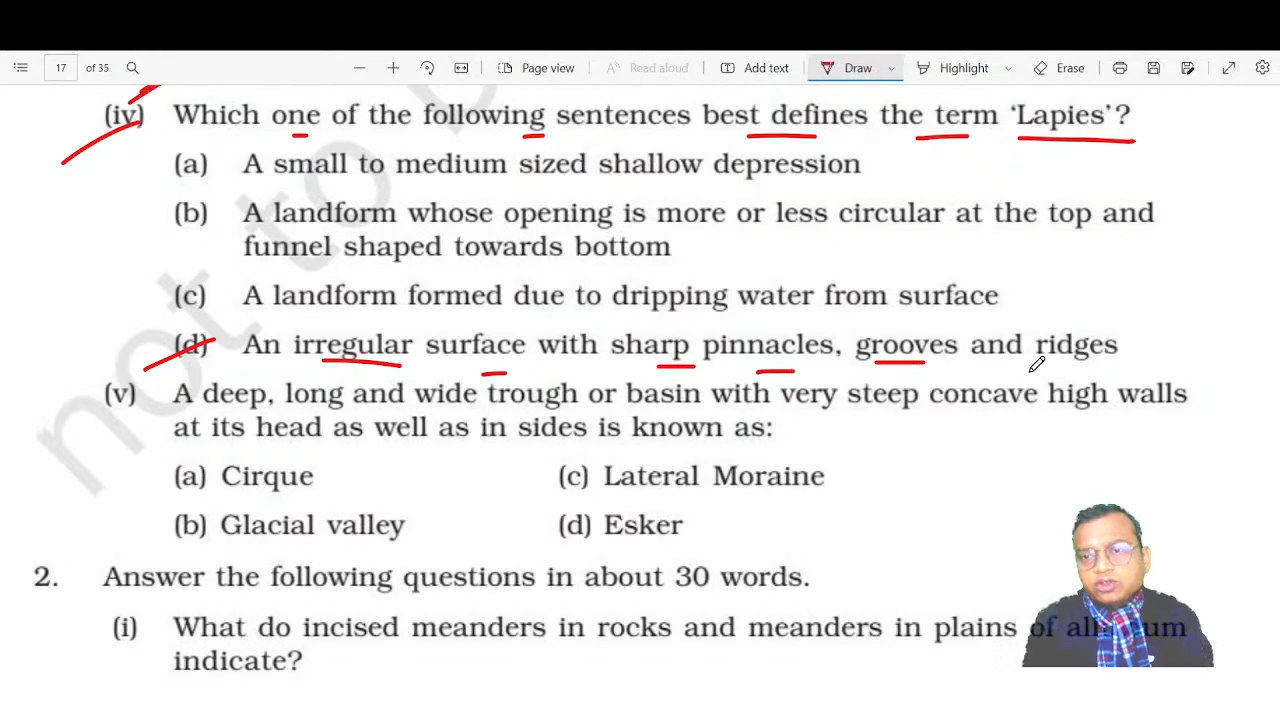 17 of 35 Page view Read aloud Add text Draw Highlight Erase
(iv) Which one of the following sentences best defines the term ‘Lapies’?
(a) A small to medium sized shallow depression
(b) A landform whose opening is more or less circular at the top and
funnel shaped towards bottom
(c) A landform formed due to dripping water from surface
(d) An irregular surface with sharp pinnacles, grooves and ridges
(v) A deep, long and wide trough or basin with very steep concave high walls
at its head as well as in sides is known as:
(a) Cirque (c) Lateral Moraine
(b) Glacial valley (d) Esker
2. Answer the following questions in about 30 words.
(i) What do incised meanders in rocks and meanders in plains of alluvium
indicate?
not to b